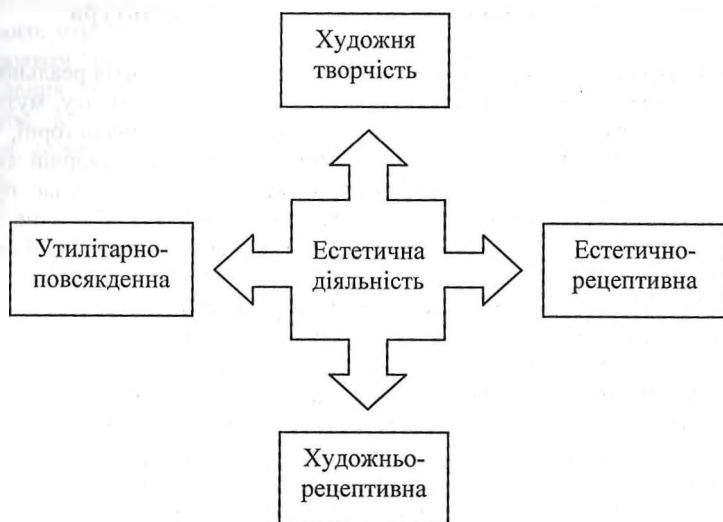 Художня
творчість
Утилітарно-
повсякденна
Естетична
діяльність
Естетично-
рецептивна
Художньо-
рецептивна